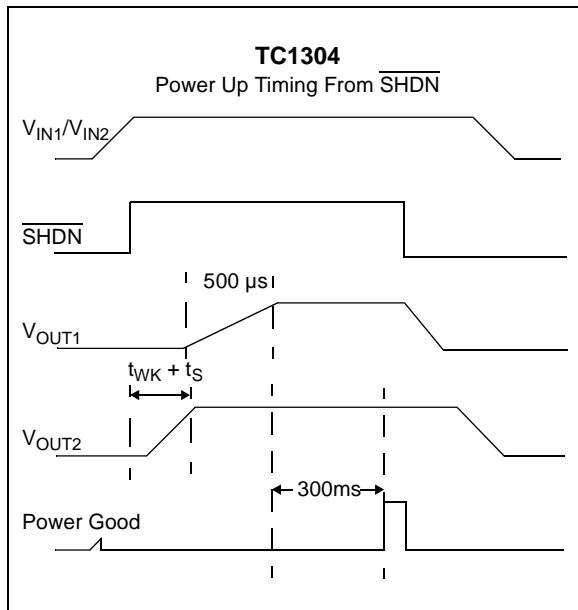 TC1304
Power Up Timing From SHDN
VIN1/VIN2
SHDN
500 µs
VOUT1
tWK + tS
VOUT2
300ms
Power Good